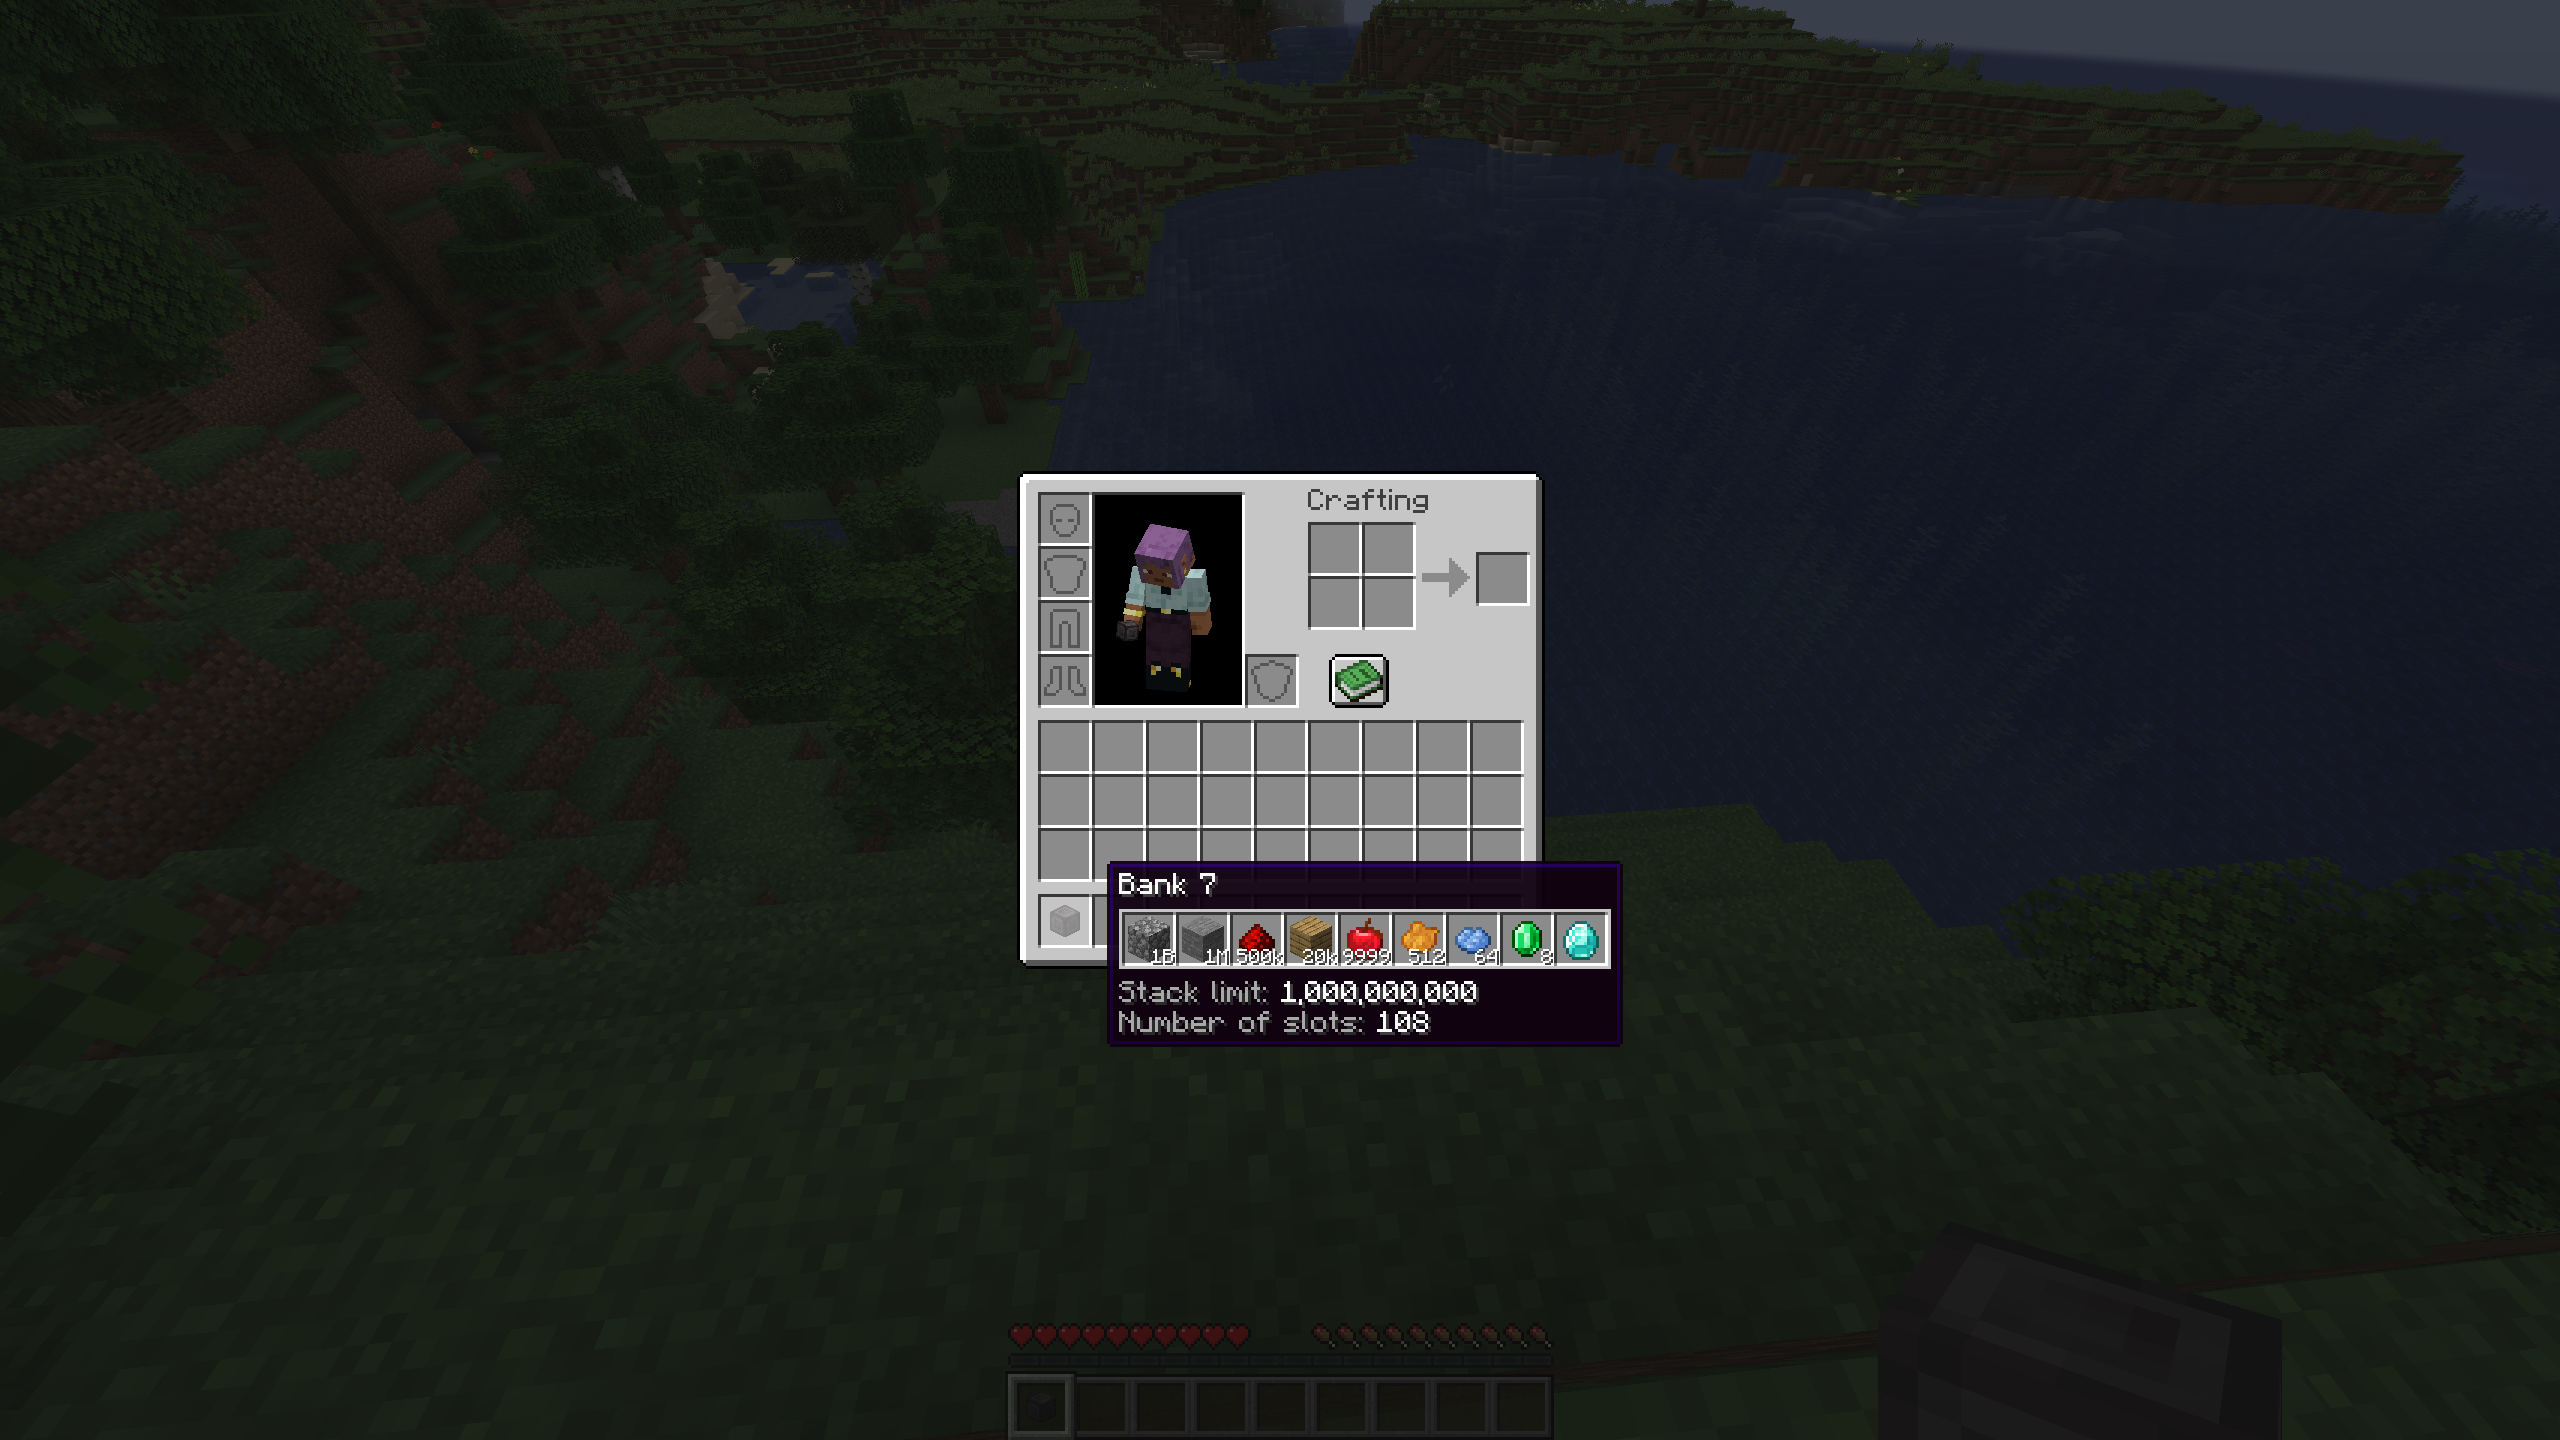 Crafting
Bank 7
1B 1M 500k 20k 9999 512 64 8
Stack limit: 1,000,000,000
Number of slots: 108